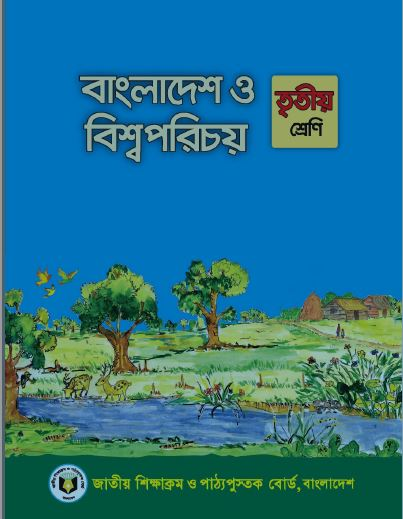 বাংলাদেশ ও
বিশ্বপরিচয়
তৃতীয়
শ্রেণি
জাতীয় শিক্ষাক্রম ও পাঠ্যপুস্তক বোর্ড, বাংলাদেশ